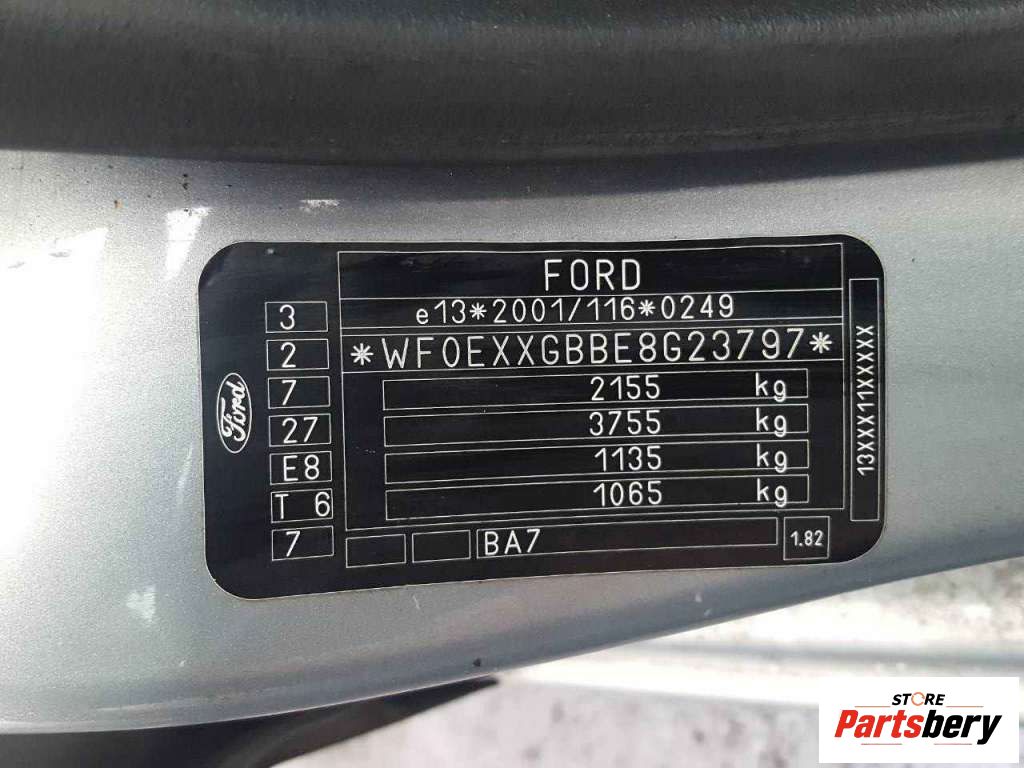 FORD
e13*2001/116*0249
*WF0EXXGBBE8G23797*
2155 kg
3755 kg
1135 kg
1065 kg
BA7
1.82
3
2
7
27
E8
T 6
7
Ford
13XXX11XXXXXX
STORE
Partsbery